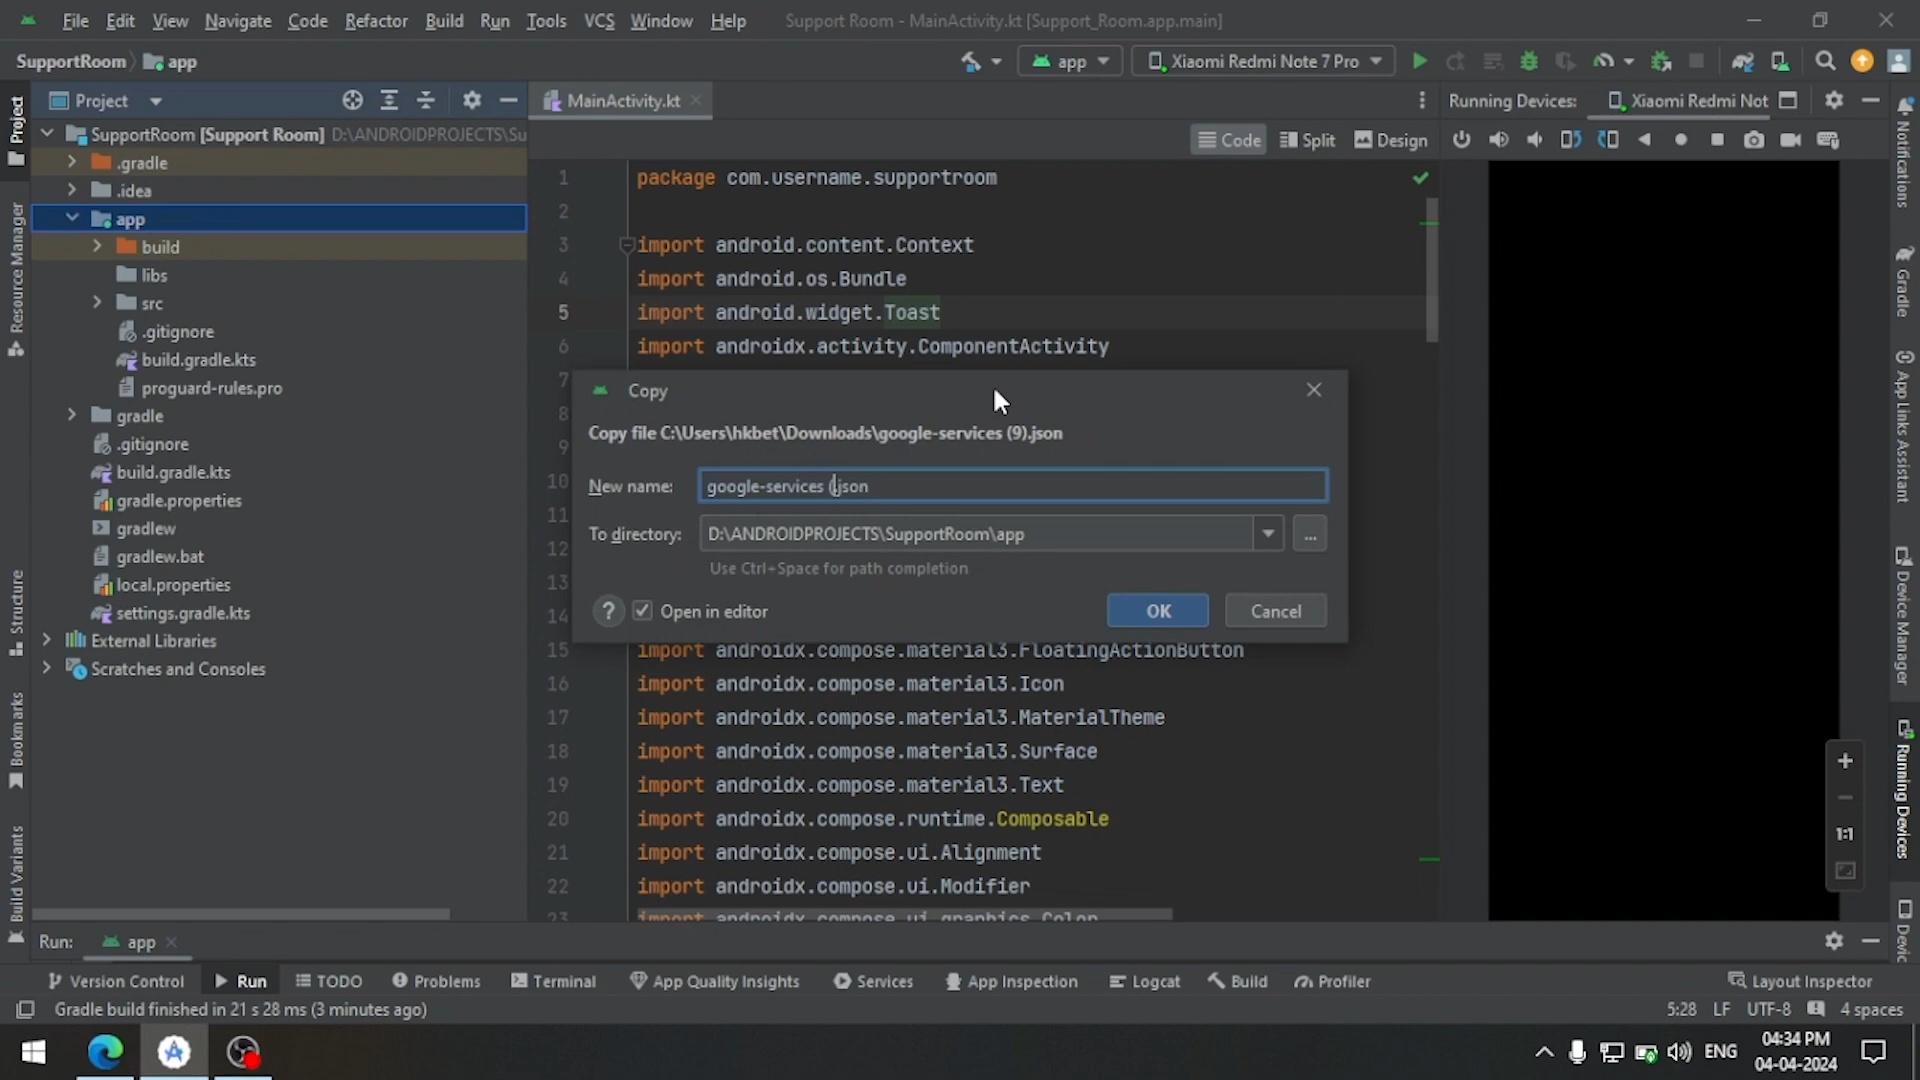 File Edit View Navigate Code Refactor Build Run Tools VCS Window Help Support Room - MainActivity.kt [Support_Room.app.main]
SupportRoom app
app Xiaomi Redmi Note 7 Pro
Project
MainActivity.kt
Running Devices: Xiaomi Redmi Not
Code Split Design
SupportRoom [Support Room] D:\ANDROIDPROJECTS\Su
.gradle
.idea
app
build
libs
src
.gitignore
build.gradle.kts
proguard-rules.pro
gradle
.gitignore
build.gradle.kts
gradle.properties
gradlew
gradlew.bat
local.properties
settings.gradle.kts
External Libraries
Scratches and Consoles
1 package com.username.supportroom
2
3 import android.content.Context
4 import android.os.Bundle
5 import android.widget.Toast
6 import androidx.activity.ComponentActivity
7
8
9
10
11
12
13
14
15 import androidx.compose.material3.FloatingActionButton
16 import androidx.compose.material3.Icon
17 import androidx.compose.material3.MaterialTheme
18 import androidx.compose.material3.Surface
19 import androidx.compose.material3.Text
20 import androidx.compose.runtime.Composable
21 import androidx.compose.ui.Alignment
22 import androidx.compose.ui.Modifier
23 import androidx.compose.ui.graphics.Color
Copy
Copy file C:\Users\hkbet\Downloads\google-services (9).json
New name: google-services (.json
To directory: D:\ANDROIDPROJECTS\SupportRoom\app
...
Use Ctrl+Space for path completion
? Open in editor OK Cancel
Project
Resource Manager
Structure
Bookmarks
Build Variants
Notifications
Gradle
App Links Assistant
Device Manager
Running Devices
1:1
Run: app
Version Control Run TODO Problems Terminal App Quality Insights Services App Inspection Logcat Build Profiler Layout Inspector
Gradle build finished in 21 s 28 ms (3 minutes ago) 5:28 LF UTF-8 4 spaces
ENG
04:34 PM
04-04-2024